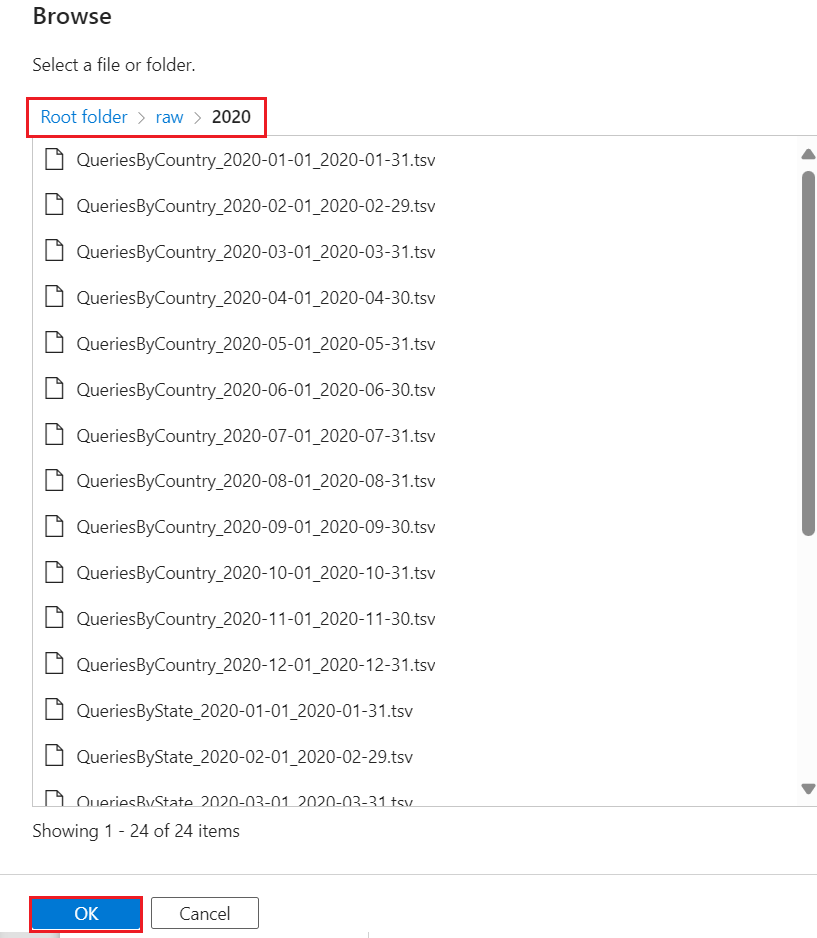 Browse
Select a file or folder.
Root folder > raw > 2020
QueriesByCountry_2020-01-01_2020-01-31.tsv
QueriesByCountry_2020-02-01_2020-02-29.tsv
QueriesByCountry_2020-03-01_2020-03-31.tsv
QueriesByCountry_2020-04-01_2020-04-30.tsv
QueriesByCountry_2020-05-01_2020-05-31.tsv
QueriesByCountry_2020-06-01_2020-06-30.tsv
QueriesByCountry_2020-07-01_2020-07-31.tsv
QueriesByCountry_2020-08-01_2020-08-31.tsv
QueriesByCountry_2020-09-01_2020-09-30.tsv
QueriesByCountry_2020-10-01_2020-10-31.tsv
QueriesByCountry_2020-11-01_2020-11-30.tsv
QueriesByCountry_2020-12-01_2020-12-31.tsv
QueriesByState_2020-01-01_2020-01-31.tsv
QueriesByState_2020-02-01_2020-02-29.tsv
QueriesByState_2020-03-01_2020-03-31.tsv
Showing 1 - 24 of 24 items
OK Cancel